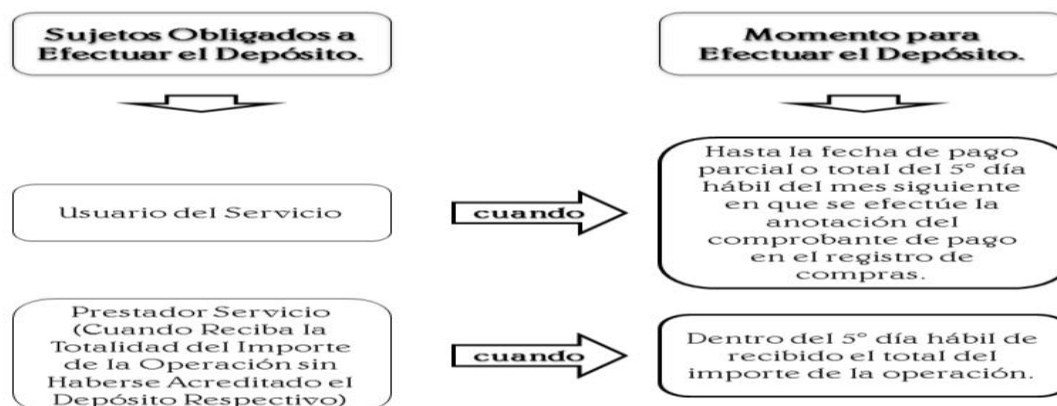 Sujetos Obligados a
Efectuar el Depósito.
Momento para
Efectuar el Depósito.
Usuario del Servicio
cuando
Hasta la fecha de pago
parcial o total del 5° día
hábil del mes siguiente
en que se efectúe la
anotación del
comprobante de pago
en el registro de
compras.
Prestador Servicio
(Cuando Reciba la
Totalidad del Importe
de la Operación sin
Haberse Acreditado el
Depósito Respectivo)
cuando
Dentro del 5° día hábil de
recibido el total del
importe de la operación.